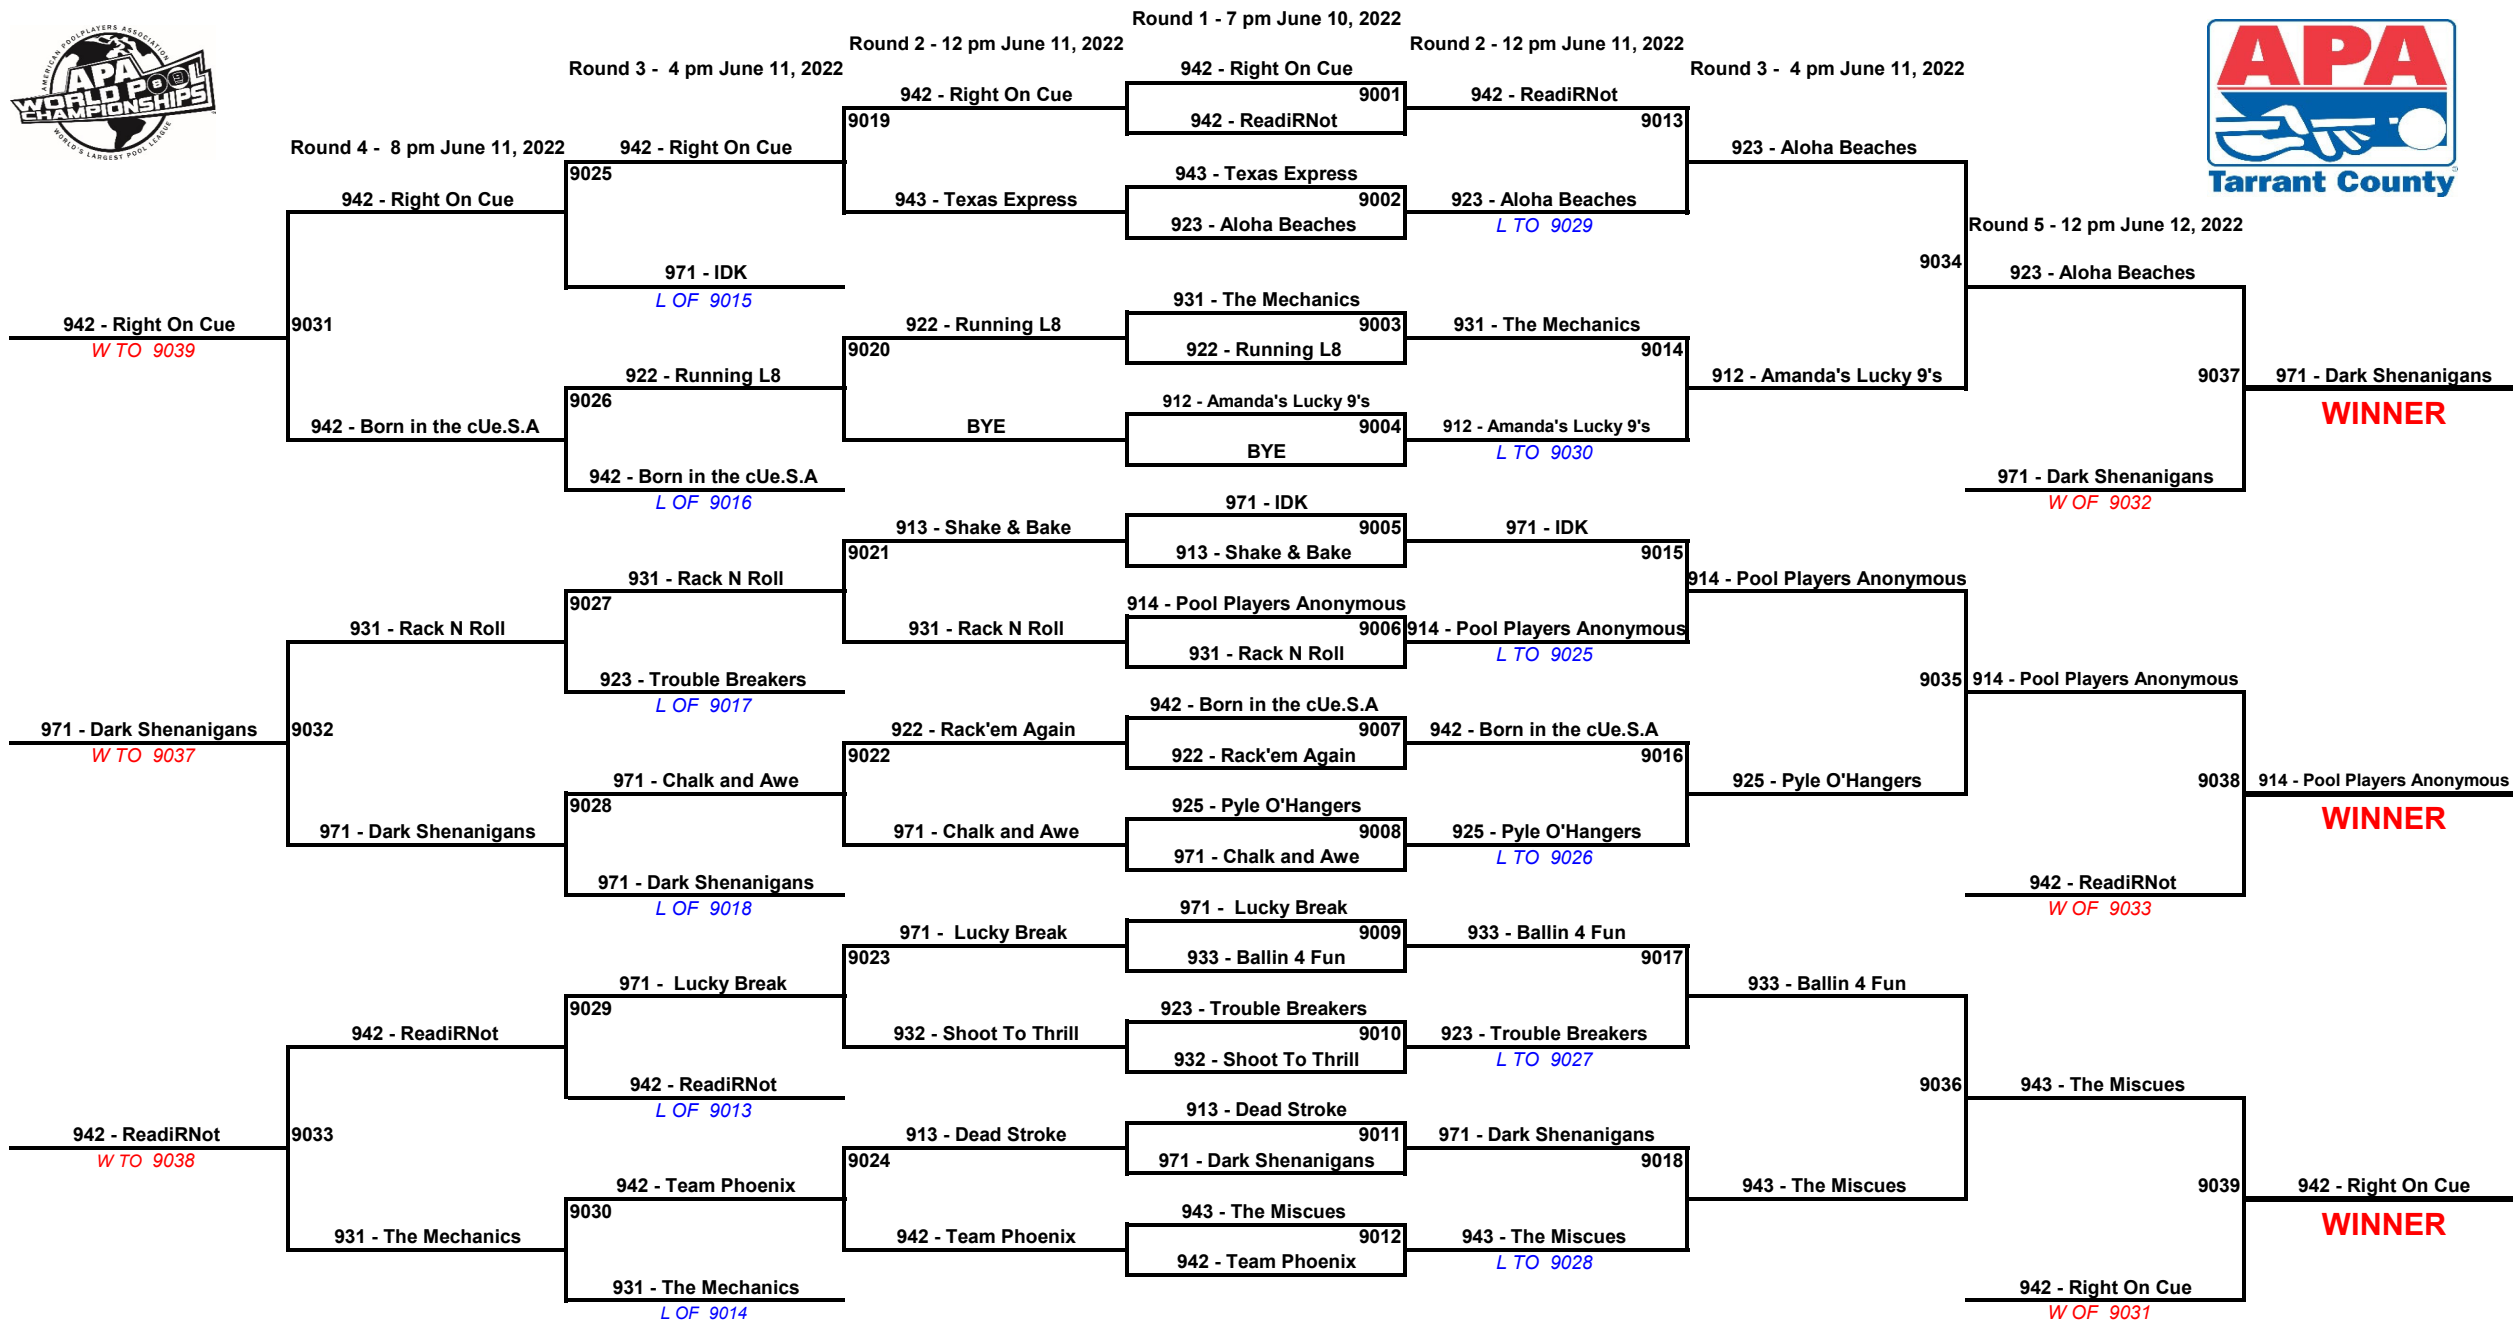 Round 1 - 7 pm June 10, 2022
Round 2 - 12 pm June 11, 2022
Round 2 - 12 pm June 11, 2022
Round 3 -  4 pm June 11, 2022
Round 3 -  4 pm June 11, 2022
Round 4 -  8 pm June 11, 2022
Round 5 - 12 pm June 12, 2022
AMERICAN POOLPLAYERS ASSOCIATION
APA
WORLD POOL
CHAMPIONSHIPS
WORLD'S LARGEST POOL LEAGUE
APA
Tarrant County
942 - Right On Cue
W TO  9039
971 - Dark Shenanigans
W TO  9037
942 - ReadiRNot
W TO  9038
942 - Right On Cue
9031
942 - Born in the cUe.S.A
931 - Rack N Roll
9032
971 - Dark Shenanigans
942 - ReadiRNot
9033
931 - The Mechanics
942 - Right On Cue
9025
971 - IDK
L OF  9015
922 - Running L8
9026
942 - Born in the cUe.S.A
L OF  9016
931 - Rack N Roll
9027
923 - Trouble Breakers
L OF  9017
971 - Chalk and Awe
9028
971 - Dark Shenanigans
L OF  9018
971 -  Lucky Break
9029
942 - ReadiRNot
L OF  9013
942 - Team Phoenix
9030
931 - The Mechanics
L OF  9014
942 - Right On Cue
9019
943 - Texas Express
922 - Running L8
9020
BYE
913 - Shake & Bake
9021
931 - Rack N Roll
922 - Rack'em Again
9022
971 - Chalk and Awe
971 -  Lucky Break
9023
932 - Shoot To Thrill
913 - Dead Stroke
9024
942 - Team Phoenix
942 - Right On Cue
9001
942 - ReadiRNot
943 - Texas Express
9002
923 - Aloha Beaches
931 - The Mechanics
9003
922 - Running L8
912 - Amanda's Lucky 9's
9004
BYE
971 - IDK
9005
913 - Shake & Bake
914 - Pool Players Anonymous
9006
931 - Rack N Roll
942 - Born in the cUe.S.A
9007
922 - Rack'em Again
925 - Pyle O'Hangers
9008
971 - Chalk and Awe
971 -  Lucky Break
9009
933 - Ballin 4 Fun
923 - Trouble Breakers
9010
932 - Shoot To Thrill
913 - Dead Stroke
9011
971 - Dark Shenanigans
943 - The Miscues
9012
942 - Team Phoenix
942 - ReadiRNot
9013
923 - Aloha Beaches
L TO  9029
931 - The Mechanics
9014
912 - Amanda's Lucky 9's
L TO  9030
971 - IDK
9015
914 - Pool Players Anonymous
L TO  9025
942 - Born in the cUe.S.A
9016
925 - Pyle O'Hangers
L TO  9026
933 - Ballin 4 Fun
9017
923 - Trouble Breakers
L TO  9027
971 - Dark Shenanigans
9018
943 - The Miscues
L TO  9028
923 - Aloha Beaches
9034
912 - Amanda's Lucky 9's
914 - Pool Players Anonymous
9035
925 - Pyle O'Hangers
933 - Ballin 4 Fun
9036
943 - The Miscues
923 - Aloha Beaches
9037
971 - Dark Shenanigans
W OF  9032
914 - Pool Players Anonymous
9038
942 - ReadiRNot
W OF  9033
943 - The Miscues
9039
942 - Right On Cue
W OF  9031
971 - Dark Shenanigans
WINNER
914 - Pool Players Anonymous
WINNER
942 - Right On Cue
WINNER